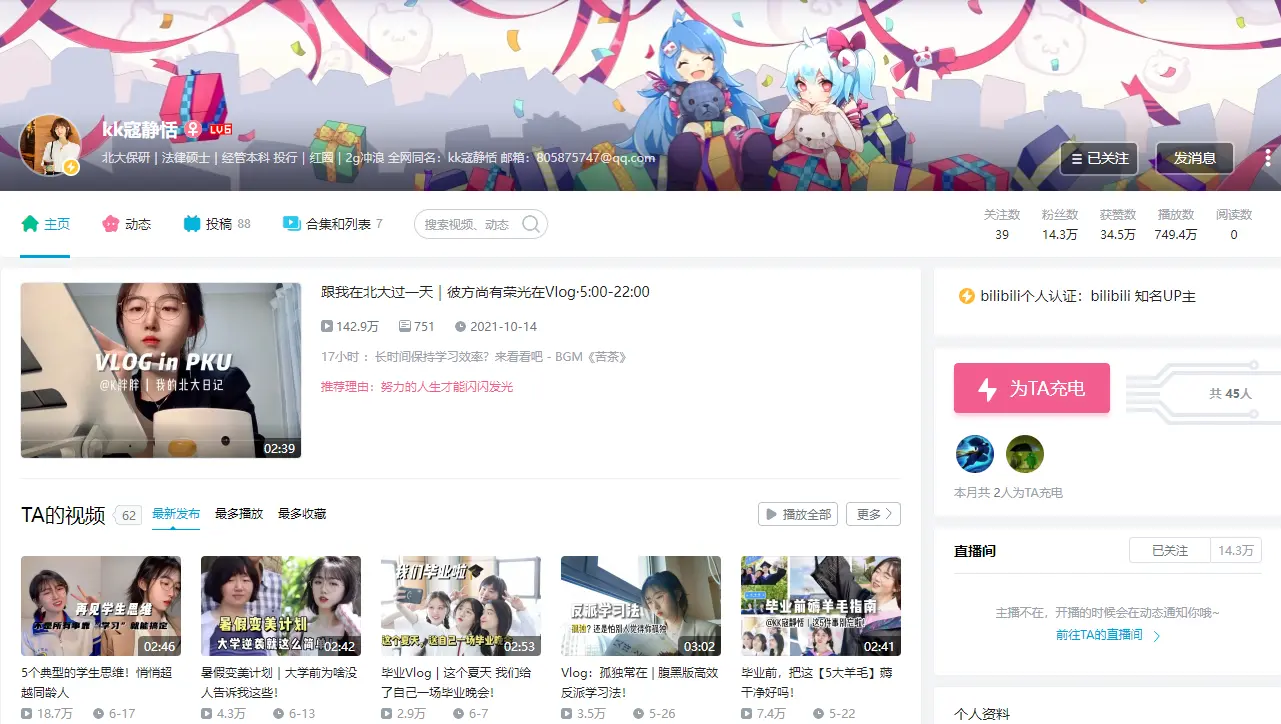 kk寇静恬 LV6
北大保研 | 法律硕士 | 经管本科 投行 | 红圈 | 2g冲浪 全网同名：kk寇静恬 邮箱：805875747@qq.com
已关注 发消息
主页 动态 投稿 88 合集和列表 7 搜索视频、动态
关注数 粉丝数 获赞数 播放数 阅读数
39 14.3万 34.5万 749.4万 0
VLOG in PKU
@K胖胖 | 我的北大日记
02:39
跟我在北大过一天 | 彼方尚有荣光在Vlog·5:00-22:00
142.9万 751 2021-10-14
17小时 ： 长时间保持学习效率？来看看吧 - BGM《苦茶》
推荐理由：努力的人生才能闪闪发光
TA的视频 62 最新发布 最多播放 最多收藏 播放全部 更多
再见学生思维
不是所有事靠“学习”就能搞定
02:46
5个典型的学生思维！悄悄超
越同龄人
18.7万 6-17
暑假变美计划
大学逆袭就这么简
02:42
暑假变美计划 | 大学前为啥没
人告诉我这些！
4.3万 6-13
我们毕业啦
这个夏天，这自己一场毕业晚
02:53
毕业Vlog | 这个夏天 我们给
了自己一场毕业晚会！
2.9万 6-7
反派学习法!
孤独? 还是怕别人觉得你孤独
03:02
Vlog：孤独常在 | 腹黑版高效
反派学习法！
3.5万 5-26
毕业前薅羊毛指南
@KK寇静恬 | 这5件事别忘啦!
02:41
毕业前，把这【5大羊毛】薅
干净好吗！
7.4万 5-22
bilibili个人认证：bilibili 知名UP主
为TA充电 共 45人
本月共 2人为TA充电
直播间 已关注 14.3万
主播不在，开播的时候会在动态通知你哦~
前往TA的直播间
个人资料